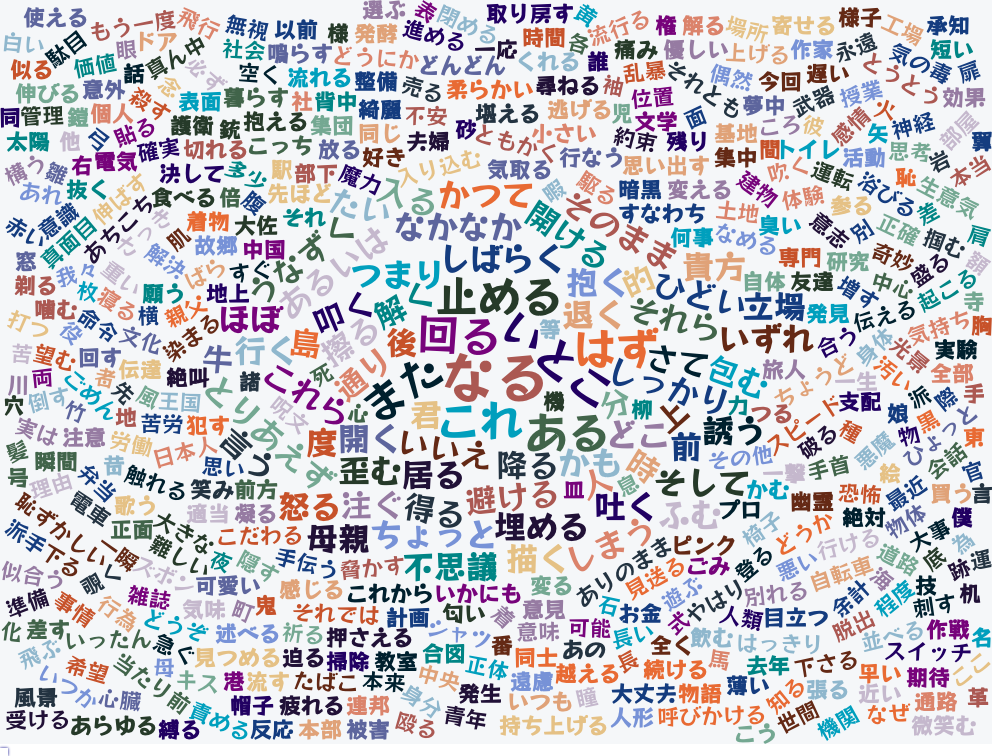 使える
もう一度
飛行
無視
以前
様
発酵
選ぶ
表
閉める
取り戻す
黄
流行る
権
解る
場所
寄せる
様子
工場
承知
白い
駄目
眼
ドア
社会
鳴らす
どうにか
進める
一応
時間
各
痛み
優しい
上げる
作家
永遠
気の毒
短い
似る
価値
話
真ん中
空く
流れる
整備
どんどん
くれる
誰
乱暴
それとも
偶然
今回
遅い
とうとう
扉
伸びる
意外
念
必ず
表面
暮らす
社
背中
綺麗
売る
柔らかい
尋ねる
袖
位置
夢中
武器
授業
効果
同
管理
鎧
個人
殺す
護衛
銃
抱える
集団
同じ
不安
堪える
逃げる
児
文学
面
基地
ころ
彼
感情
火
矢
神経
部屋
太陽
他
貼る
確実
切れる
こっち
放る
好き
夫婦
砂
ともかく
小さい
約束
残り
集中
間
トイレ
活動
思考
岩
本当
翼
構う
雛
右
電気
決して
多少
駅
部下
魔力
入る
入り込む
気取る
行なう
思い出す
吹く
運転
浴びる
恥
生意気
あれ
抜く
伸ばす
食べる
倍
腹
先ほど
たい
かつて
暇
駆る
暗黒
変える
建物
体験
参る
差
赤い
意識
真面目
あちこち
さっき
着物
大佐
それ
なかなか
開ける
そのまま
すなわち
土地
臭い
意志
別
正確
掴む
肩
窓
我々
重い
解決
肌
故郷
中国
なぜ
あるいは
しばらく
何事
なめる
専門
研究
奇妙
盛る
頭
剃る
枚
寝る
願う
ばら
すぐ
う
つまり
止める
抱く
的
貴方
ひどい
立場
自体
友達
増す
中心
起こる
寺
噛む
命令
横
親父
地上
ほぼ
叩く
解く
回る
い
等
退く
それら
いずれ
発見
伝える
気持ち
胸
打つ
役
文化
染まる
牛
行く
島
擦る
後
はず
さて
包む
合う
身体
光景
実験
苦
望む
回す
伝達
絶叫
諸
これら
死
通り
また
なる
とにかく
しっかり
旅人
ちょうど
一生
汚い
全部
川
両
ごめん
者
先
風
王国
とりあえず
呪文
心
君
これ
機
ある
分
柳
上
力
つる
スピード
支配
娘
派
際
手
穴
倒す
竹
地
苦労
犯す
言う
度
開く
いいえ
どこ
前
誘う
破る
種
物
黒
ひょっと
東
髪
実は
注意
労働
日本人
歪む
居る
降る
かも
人
時
その他
一撃
手首
悪魔
絵
会話
官
号
瞬間
弁当
歯
触れる
思い
笑み
前方
怒る
注ぐ
得る
避ける
皿
息
そして
かむ
幽霊
恐怖
最近
買う
言
理由
電車
歌う
適当
凝る
母親
ちょっと
埋める
吐く
ふむ
プロ
椅子
どうか
絶対
物体
大事
僕
恥ずかしい
一瞬
正面
大きな
難しい
こだわる
不思議
描く
しまう
ピンク
ごみ
登る
悪い
行ける
道路
底
為
派手
下る
覗く
ズボン
夜
隠す
手伝う
脅かす
ありのまま
見送る
遊ぶ
別れる
自転車
海
技
跡
運
似合う
準備
事情
行為
雑誌
可愛い
感じる
これから
いかにも
変る
石
お金
やはり
人類
目立つ
余計
程度
刺す
机
化
差す
どうぞ
気味
町
鬼
それでは
計画
匂い
春
意見
可能
長い
脱出
並べる
作戦
名
飛ぶ
いったん
急ぐ
述べる
祈る
押さえる
シャツ
番
意味
あの
全く
飲む
はっきり
スイッチ
希望
当たり前
母
見つめる
迫る
掃除
教室
合図
正体
同士
遠慮
越える
長
続ける
馬
去年
下さる
早い
期待
いつか
心臓
キス
港
流す
たばこ
本来
中央
身分
発生
いつも
瞳
大丈夫
物語
薄い
知る
張る
近い
通路
革
風景
受ける
あらゆる
縛る
責める
帽子
疲れる
連邦
反応
本部
被害
殴る
青年
持ち上げる
人形
呼びかける
こう
世間
機関
なぜ
微笑む